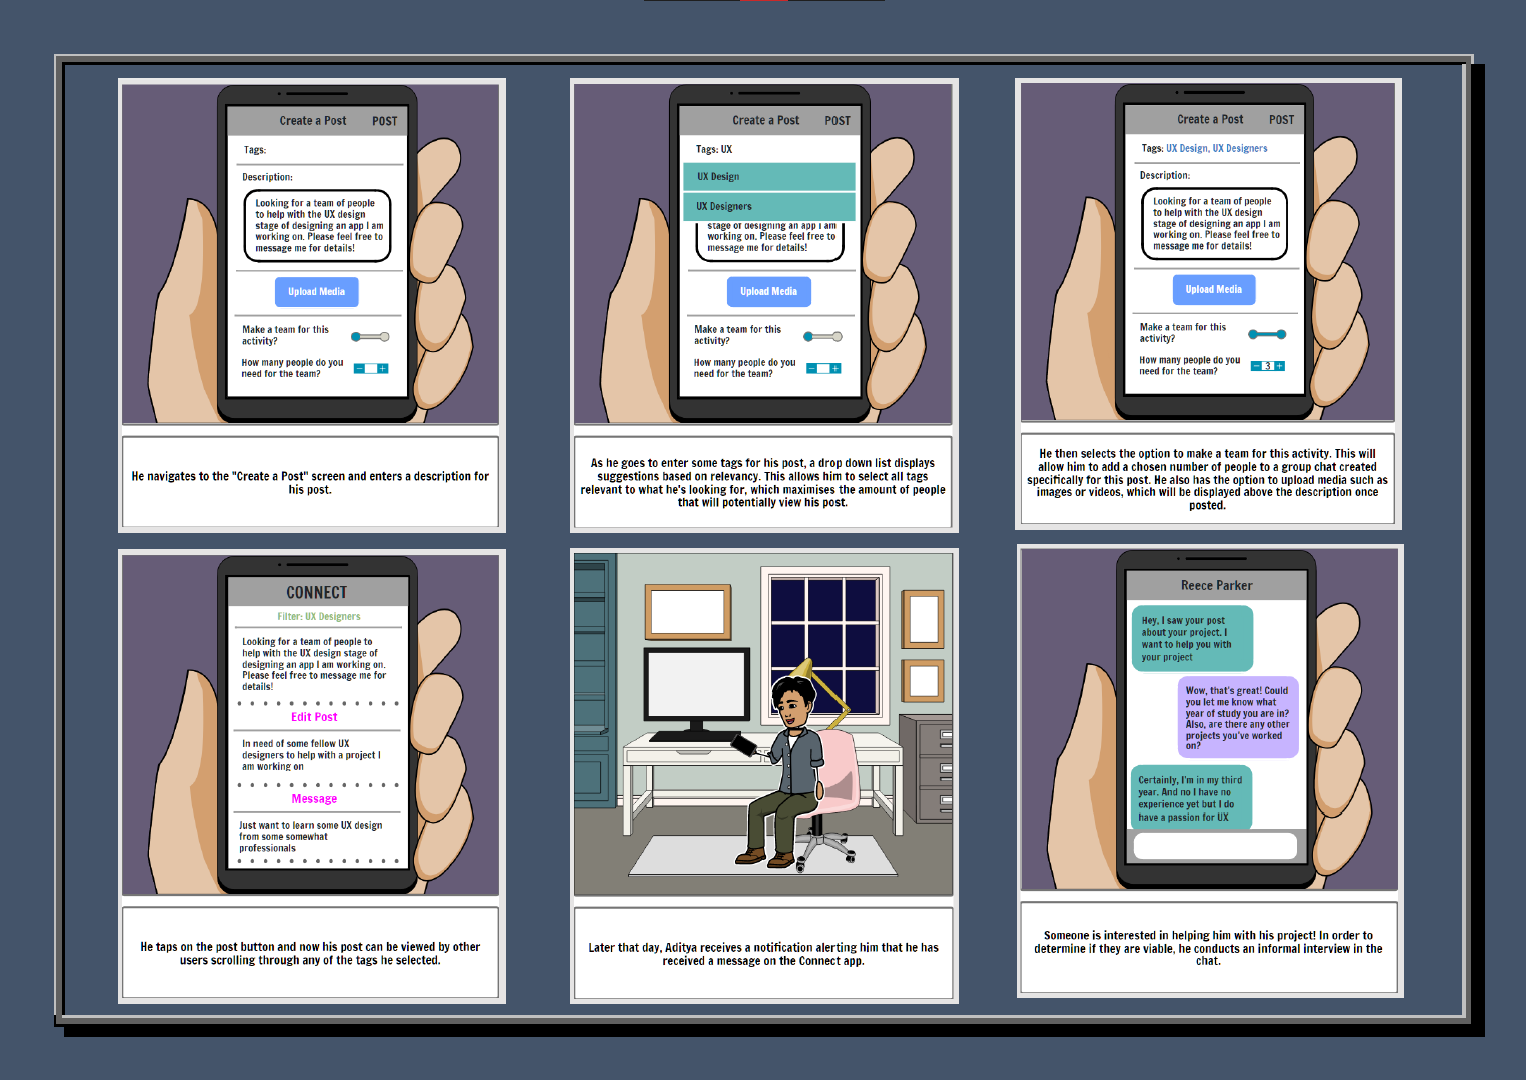 Create a Post POST
Tags:
Description:
Looking for a team of people
to help with the UX design
stage of designing an app I am
working on. Please feel free to
message me for details!
Upload Media
Make a team for this
activity?
How many people do you
need for the team?
− +
He navigates to the "Create a Post" screen and enters a description for
his post.
Create a Post POST
Tags: UX
UX Design
UX Designers
stage of designing an app I am
working on. Please feel free to
message me for details!
Upload Media
Make a team for this
activity?
How many people do you
need for the team?
− +
As he goes to enter some tags for his post, a drop down list displays
suggestions based on relevancy. This allows him to select all tags
relevant to what he's looking for, which maximises the amount of people
that will potentially view his post.
Create a Post POST
Tags: UX Design, UX Designers
Description:
Looking for a team of people
to help with the UX design
stage of designing an app I am
working on. Please feel free to
message me for details!
Upload Media
Make a team for this
activity?
How many people do you
need for the team?
− 3 +
He then selects the option to make a team for this activity. This will
allow him to add a chosen number of people to a group chat created
specifically for this post. He also has the option to upload media such as
images or videos, which will be displayed above the description once
posted.
CONNECT
Filter: UX Designers
Looking for a team of people to
help with the UX design stage of
designing an app I am working on.
Please feel free to message me for
details!
Edit Post
In need of some fellow UX
designers to help with a project I
am working on
Message
Just want to learn some UX design
from some somewhat
professionals
He taps on the post button and now his post can be viewed by other
users scrolling through any of the tags he selected.
Later that day, Aditya receives a notification alerting him that he has
received a message on the Connect app.
Reece Parker
Hey, I saw your post
about your project. I
want to help you with
your project
Wow, that's great! Could
you let me know what
year of study you are in?
Also, are there any other
projects you've worked
on?
Certainly, I'm in my third
year. And no I have no
experience yet but I do
have a passion for UX
Someone is interested in helping him with his project! In order to
determine if they are viable, he conducts an informal interview in the
chat.